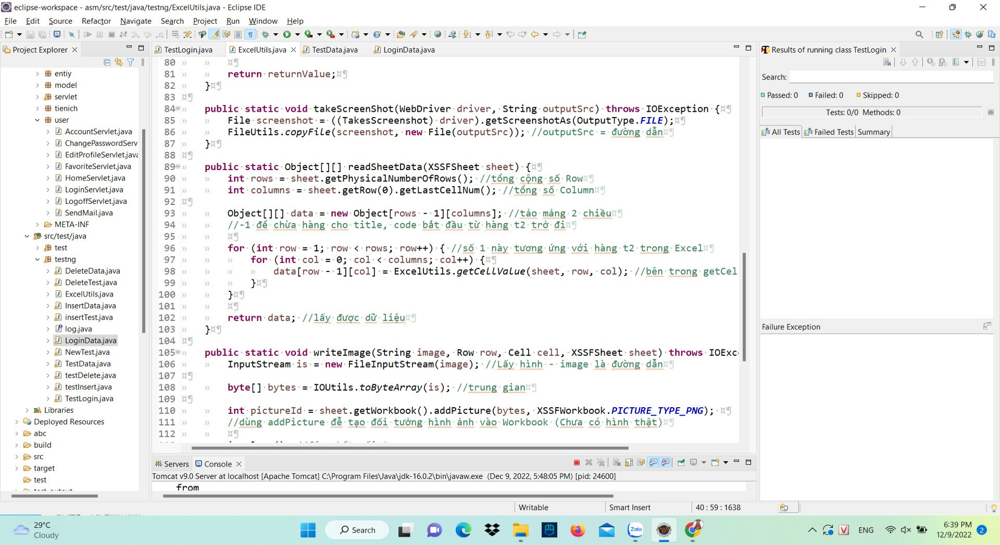 eclipse-workspace - asm/src/test/java/testng/ExcelUtils.java - Eclipse IDE
File Edit Source Refactor Navigate Search Project Run Window Help
Project Explorer
entiy
model
servlet
tienich
user
AccountServlet.java
ChangePasswordServ
EditProfileServlet.java
FavoriteServlet.java
HomeServlet.java
LoginServlet.java
LogoffServlet.java
SendMail.java
META-INF
src/test/java
test
testng
DeleteData.java
DeleteTest.java
ExcelUtils.java
InsertData.java
insertTest.java
log.java
LoginData.java
NewTest.java
TestData.java
testDelete.java
testInsert.java
TestLogin.java
Libraries
Deployed Resources
abc
build
src
target
test
TestLogin.java ExcelUtils.java TestData.java LoginData.java
80
81 return returnValue;
82 }
83
84 public static void takeScreenShot(WebDriver driver, String outputSrc) throws IOException {
85 File screenshot = ((TakesScreenshot) driver).getScreenshotAs(OutputType.FILE);
86 FileUtils.copyFile(screenshot, new File(outputSrc)); //outputSrc = đường dẫn
87 }
88
89 public static Object[][] readSheetData(XSSFSheet sheet) {
90 int rows = sheet.getPhysicalNumberOfRows(); //tổng cộng số Row
91 int columns = sheet.getRow(0).getLastCellNum(); //tổng số Column
92
93 Object[][] data = new Object[rows - 1][columns]; //tảo mảng 2 chiều
94 //-1 để chừa hàng cho title, code bắt đầu từ hàng t2 trở đi
95
96 for (int row = 1; row < rows; row++) { //số 1 này tương ứng với hàng t2 trong Excel
97 for (int col = 0; col < columns; col++) {
98 data[row - 1][col] = ExcelUtils.getCellValue(sheet, row, col); //bên trong getCel
99 }
100 }
101
102 return data; //lấy được dữ liệu
103 }
104
105 public static void writeImage(String image, Row row, Cell cell, XSSFSheet sheet) throws IOExc
106 InputStream is = new FileInputStream(image); //Lấy hình - image là đường dẫn
107
108 byte[] bytes = IOUtils.toByteArray(is); //trung gian
109
110 int pictureId = sheet.getWorkbook().addPicture(bytes, XSSFWorkbook.PICTURE_TYPE_PNG);
111 //dùng addPicture để tạo đối tưởng hình ảnh vào Workbook (Chưa có hình thật)
112
Servers Console
Tomcat v9.0 Server at localhost [Apache Tomcat] C:\Program Files\Java\jdk-16.0.2\bin\javaw.exe (Dec 9, 2022, 5:48:05 PM) [pid: 24600]
from
Results of running class TestLogin
Search:
Passed: 0 Failed: 0 Skipped: 0
Tests: 0/0 Methods: 0
All Tests Failed Tests Summary
Failure Exception
Writable Smart Insert 40 : 59 : 1638
29°C
Cloudy
Search
Zalo
ENG
6:39 PM
12/9/2022
2